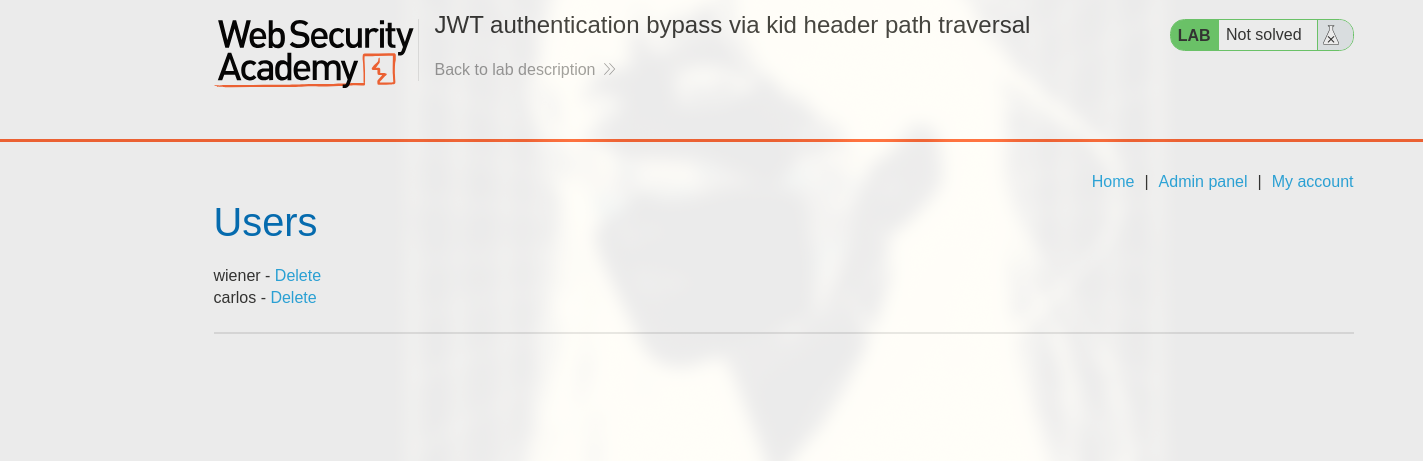 Web Security
Academy
JWT authentication bypass via kid header path traversal
Back to lab description
LAB Not solved
Home | Admin panel | My account
Users
wiener - Delete
carlos - Delete